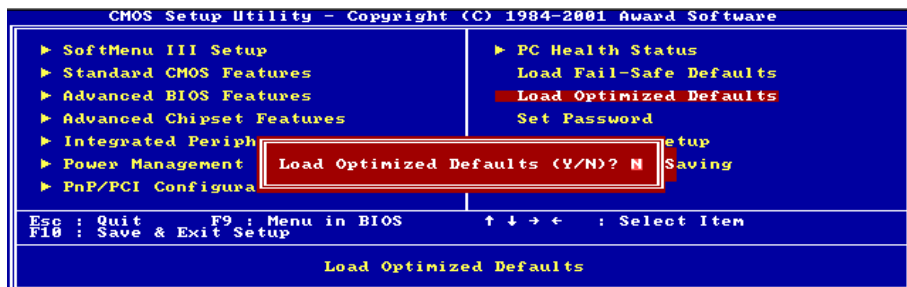 CMOS Setup Utility - Copyright (C) 1984-2001 Award Software
▶ SoftMenu III Setup
▶ Standard CMOS Features
▶ Advanced BIOS Features
▶ Advanced Chipset Features
▶ Integrated Periph
▶ Power Management
▶ PnP/PCI Configura
▶ PC Health Status
Load Fail-Safe Defaults
Load Optimized Defaults
Set Password
etup
Saving
Load Optimized Defaults (Y/N)? N
Esc : Quit F9 : Menu in BIOS ↑ ↓ → ← : Select Item
F10 : Save & Exit Setup
Load Optimized Defaults